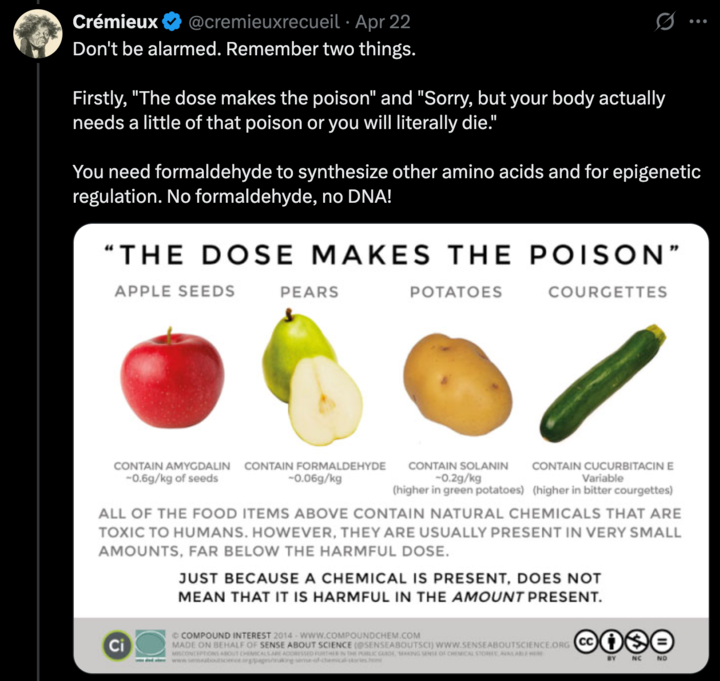 Crémieux @cremieuxrecueil · Apr 22
Don't be alarmed. Remember two things.
Firstly, "The dose makes the poison" and "Sorry, but your body actually
needs a little of that poison or you will literally die."
You need formaldehyde to synthesize other amino acids and for epigenetic
regulation. No formaldehyde, no DNA!
“THE DOSE MAKES THE POISON”
APPLE SEEDS PEARS POTATOES COURGETTES
CONTAIN AMYGDALIN CONTAIN FORMALDEHYDE CONTAIN SOLANIN CONTAIN CUCURBITACIN E
~0.6g/kg of seeds ~0.06g/kg ~0.2g/kg Variable
(higher in green potatoes) (higher in bitter courgettes)
ALL OF THE FOOD ITEMS ABOVE CONTAIN NATURAL CHEMICALS THAT ARE
TOXIC TO HUMANS. HOWEVER, THEY ARE USUALLY PRESENT IN VERY SMALL
AMOUNTS, FAR BELOW THE HARMFUL DOSE.
JUST BECAUSE A CHEMICAL IS PRESENT, DOES NOT
MEAN THAT IT IS HARMFUL IN THE AMOUNT PRESENT.
Ci
© COMPOUND INTEREST 2014 - WWW.COMPOUNDCHEM.COM
MADE ON BEHALF OF SENSE ABOUT SCIENCE (@SENSEABOUTSCI) WWW.SENSEABOUTSCIENCE.ORG
cc
BY NC ND